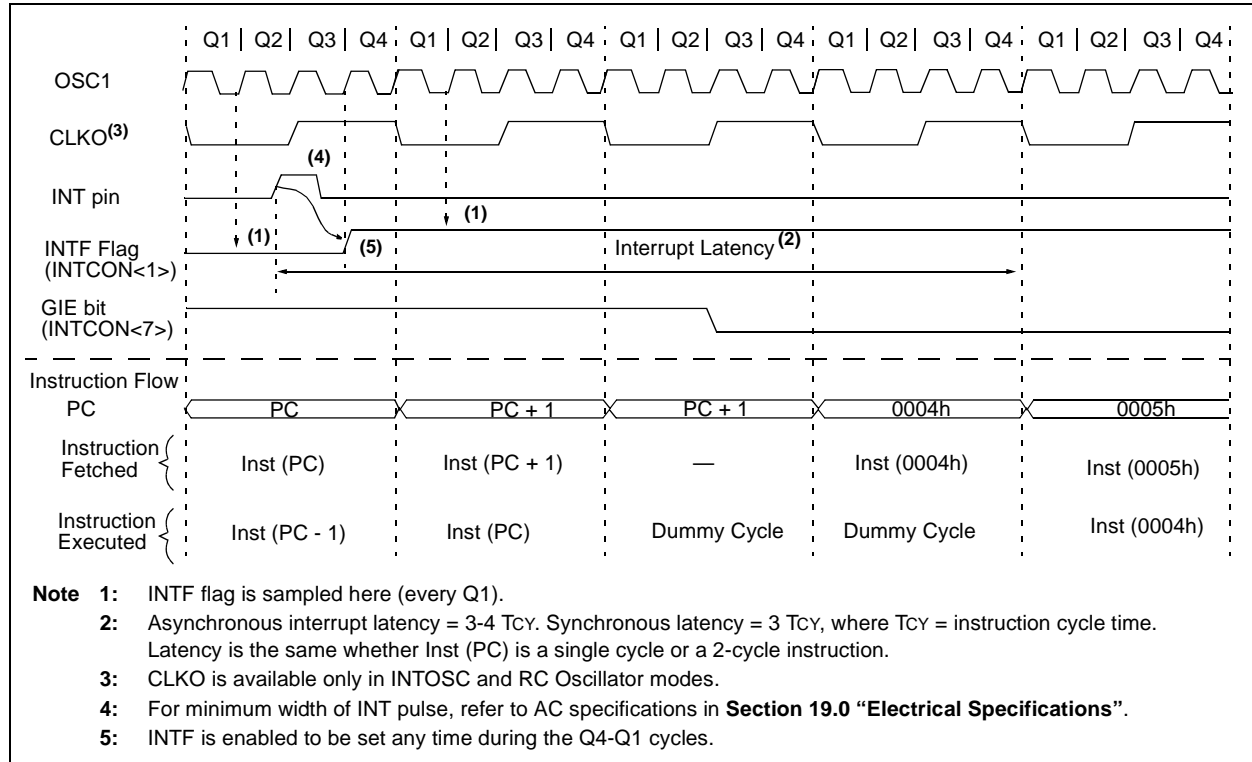 Q1 | Q2 | Q3 | Q4 Q1 | Q2 | Q3 | Q4 Q1 | Q2 | Q3 | Q4 Q1 | Q2 | Q3 | Q4 Q1 | Q2 | Q3 | Q4
OSC1
CLKO(3)
(4)
INT pin
(1)
(1)
(5)
INTF Flag
(INTCON<1>)
Interrupt Latency(2)
GIE bit
(INTCON<7>)
Instruction Flow
PC PC PC + 1 PC + 1 0004h 0005h
Instruction
Fetched
Inst (PC) Inst (PC + 1) — Inst (0004h) Inst (0005h)
Instruction
Executed
Inst (PC - 1) Inst (PC) Dummy Cycle Dummy Cycle Inst (0004h)
Note 1: INTF flag is sampled here (every Q1).
2: Asynchronous interrupt latency = 3-4 TCY. Synchronous latency = 3 TCY, where TCY = instruction cycle time.
Latency is the same whether Inst (PC) is a single cycle or a 2-cycle instruction.
3: CLKO is available only in INTOSC and RC Oscillator modes.
4: For minimum width of INT pulse, refer to AC specifications in Section 19.0 “Electrical Specifications”.
5: INTF is enabled to be set any time during the Q4-Q1 cycles.